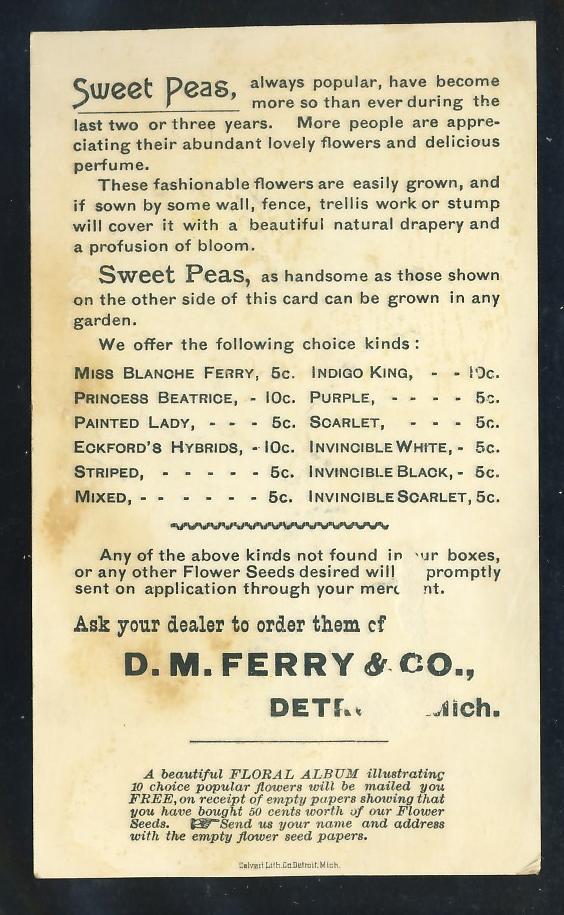 Sweet Peas, always popular, have become
more so than ever during the
last two or three years. More people are appre-
ciating their abundant lovely flowers and delicious
perfume.
These fashionable flowers are easily grown, and
if sown by some wall, fence, trellis work or stump
will cover it with a beautiful natural drapery and
a profusion of bloom.
Sweet Peas, as handsome as those shown
on the other side of this card can be grown in any
garden.
We offer the following choice kinds:
MISS BLANCHE FERRY, 5c. INDIGO KING, - - 10c.
PRINCESS BEATRICE, - 10c. PURPLE, - - - - 5c.
PAINTED LADY, - - - 5c. SCARLET, - - - 5c.
ECKFORD'S HYBRIDS, - 10c. INVINCIBLE WHITE, - 5c.
STRIPED, - - - - - 5c. INVINCIBLE BLACK, - 5c.
MIXED, - - - - - - 5c. INVINCIBLE SCARLET, 5c.
Any of the above kinds not found in our boxes,
or any other Flower Seeds desired will promptly
sent on application through your merchant.
Ask your dealer to order them of
D. M. FERRY & CO.,
DETROIT, Mich.
A beautiful FLORAL ALBUM illustrating
10 choice popular flowers will be mailed you
FREE, on receipt of empty papers showing that
you have bought 50 cents worth of our Flower
Seeds. ☞ Send us your name and address
with the empty flower seed papers.
Calvert Lith. Co. Detroit. Mich.